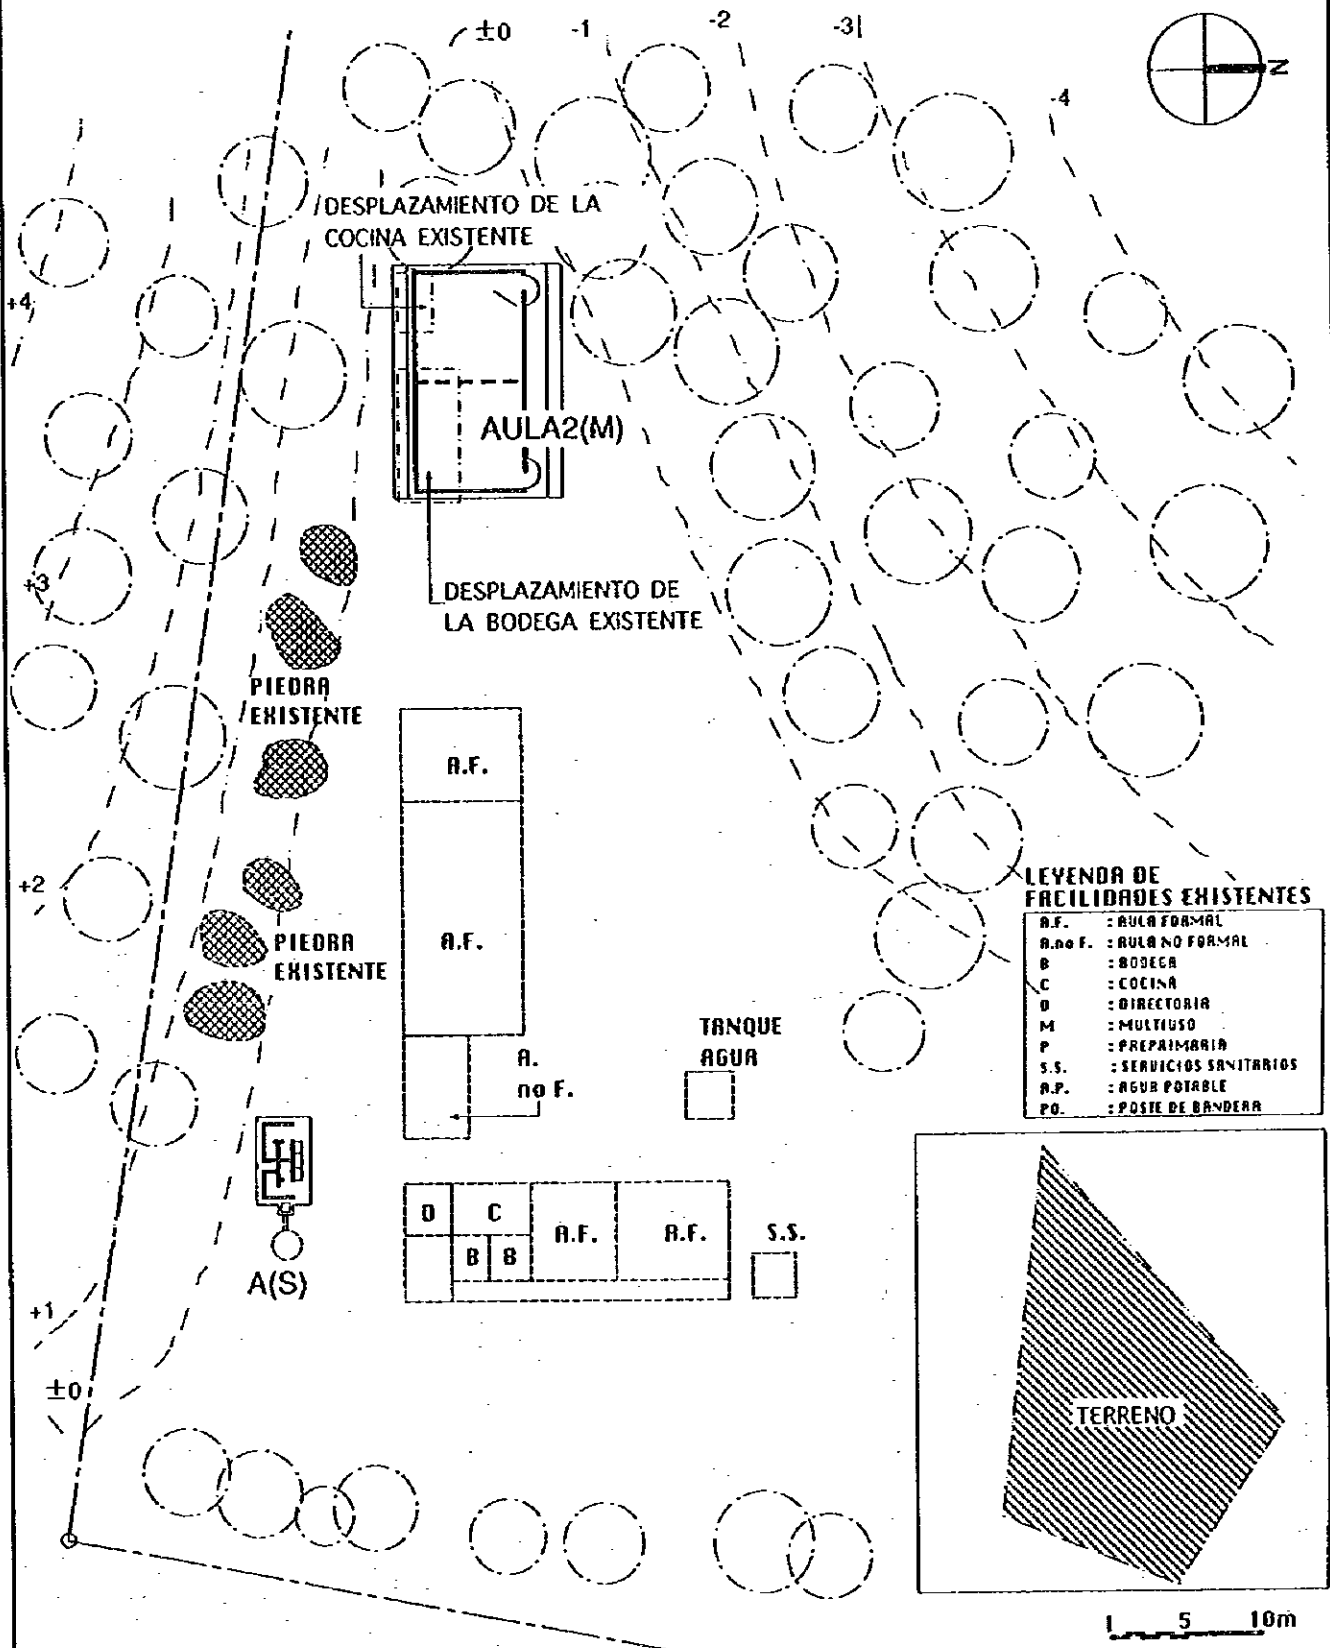 ±0
-1
-2
-3
-4
N
DESPLAZAMIENTO DE LA
COCINA EXISTENTE
+4
AULA2(M)
+3
DESPLAZAMIENTO DE
LA BODEGA EXISTENTE
PIEDRA
EXISTENTE
A.F.
+2
PIEDRA
EXISTENTE
A.F.
LEYENDA DE
FACILIDADES EXISTENTES
A.F. : AULA FORMAL
A.no F. : AULA NO FORMAL
B : BODEGA
C : COCINA
D : DIRECTORIA
M : MULTIUSO
P : PREPRIMARIA
S.S. : SERVICIOS SANITARIOS
A.P. : AGUA POTABLE
PO. : POSTE DE BANDERA
TANQUE
AGUA
A.
no F.
D
C
B
B
A.F.
A.F.
S.S.
A(S)
+1
±0
TERRENO
5 10m